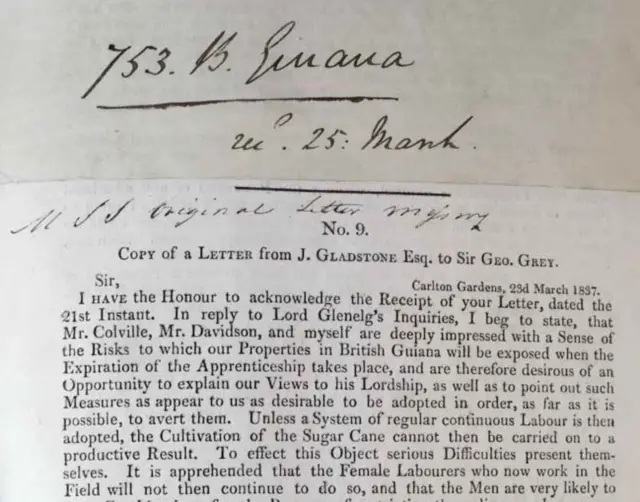 753. B. Guiana
recd. 25: March.
MSS Original Letter missing
No. 9.
COPY of a LETTER from J. GLADSTONE Esq. to Sir GEO. GREY.
Sir,
Carlton Gardens, 23d March 1837.
I HAVE the Honour to acknowledge the Receipt of your Letter, dated the
21st Instant. In reply to Lord Glenelg's Inquiries, I beg to state, that
Mr. Colville, Mr. Davidson, and myself are deeply impressed with a Sense of
the Risks to which our Properties in British Guiana will be exposed when the
Expiration of the Apprenticeship takes place, and are therefore desirous of an
Opportunity to explain our Views to his Lordship, as well as to point out such
Measures as appear to us as desirable to be adopted in order, as far as it is
possible, to avert them. Unless a System of regular continuous Labour is then
adopted, the Cultivation of the Sugar Cane cannot then be carried on to a
productive Result. To effect this Object serious Difficulties present them-
selves. It is apprehended that the Female Labourers who now work in the
Field will not then continue to do so, and that the Men are very likely to